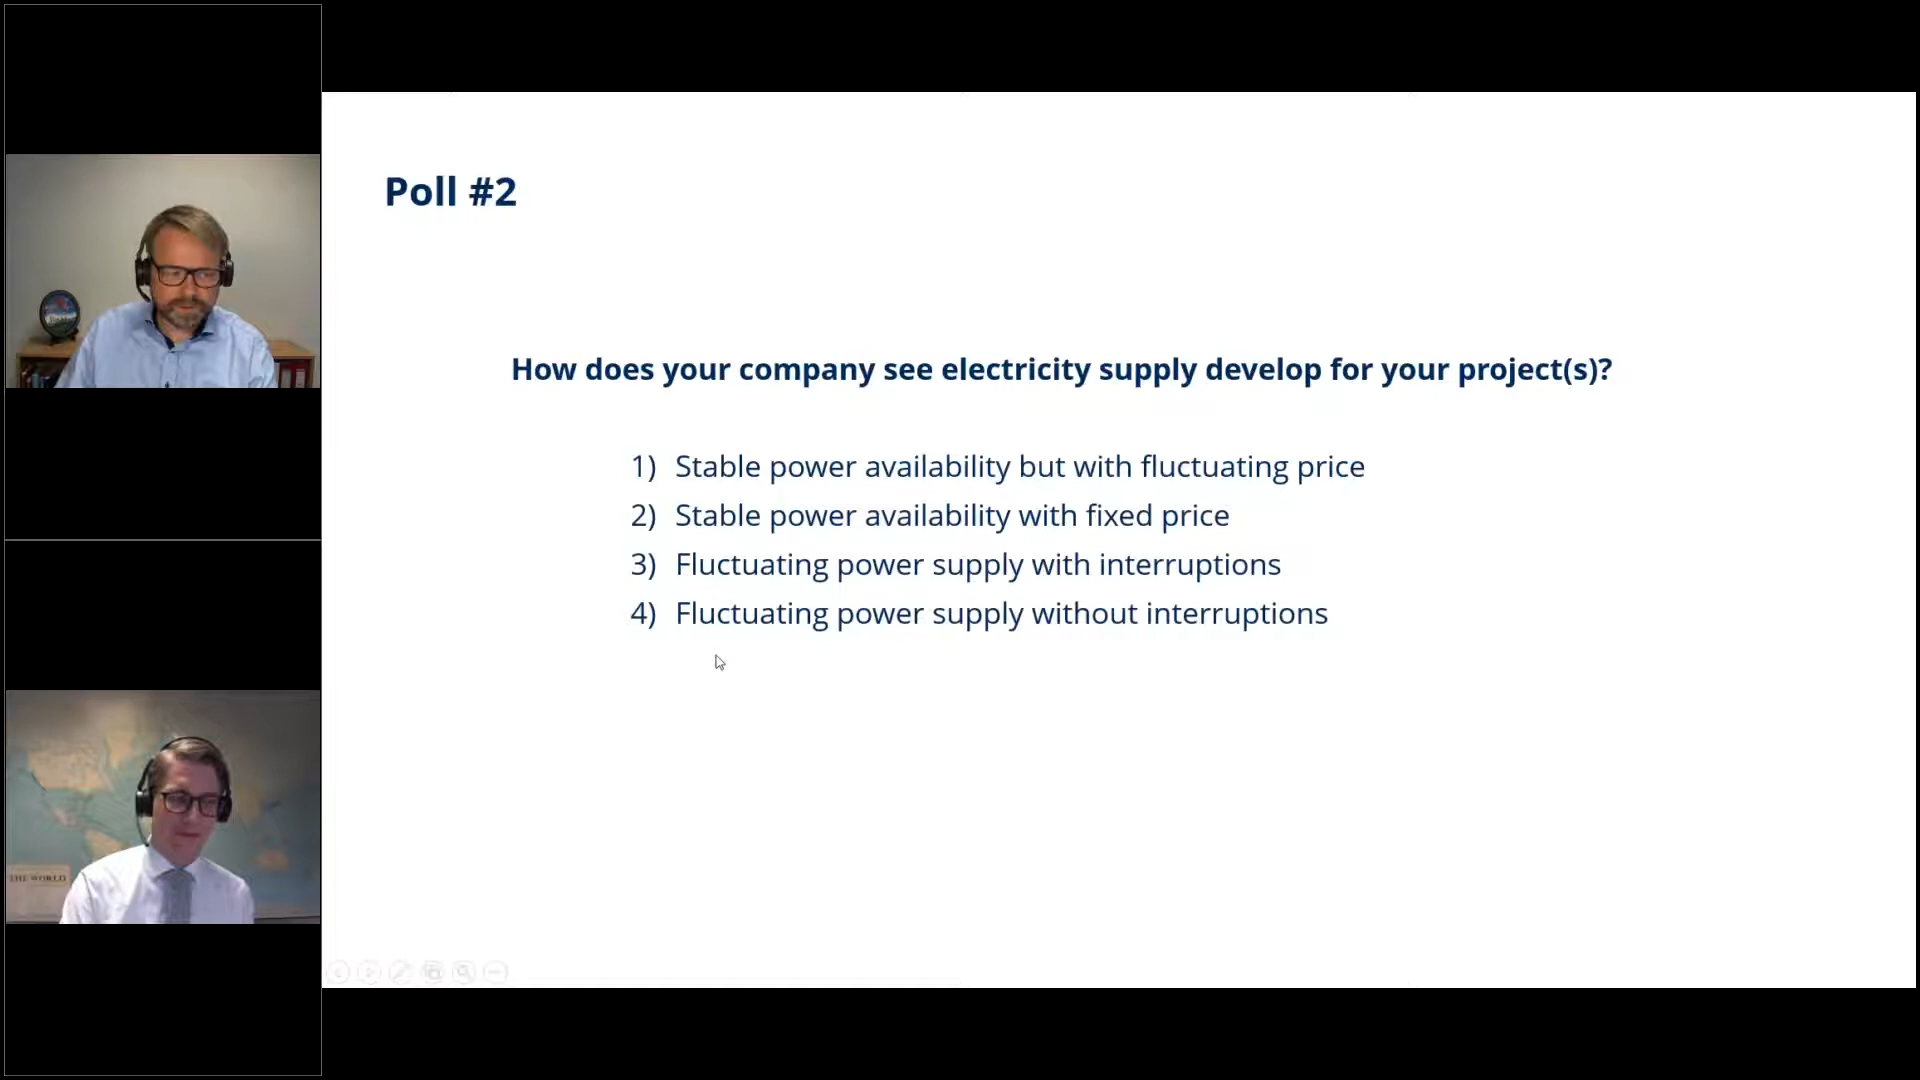 Poll #2
How does your company see electricity supply develop for your project(s)?
1) Stable power availability but with fluctuating price
2) Stable power availability with fixed price
3) Fluctuating power supply with interruptions
4) Fluctuating power supply without interruptions
THE WORLD